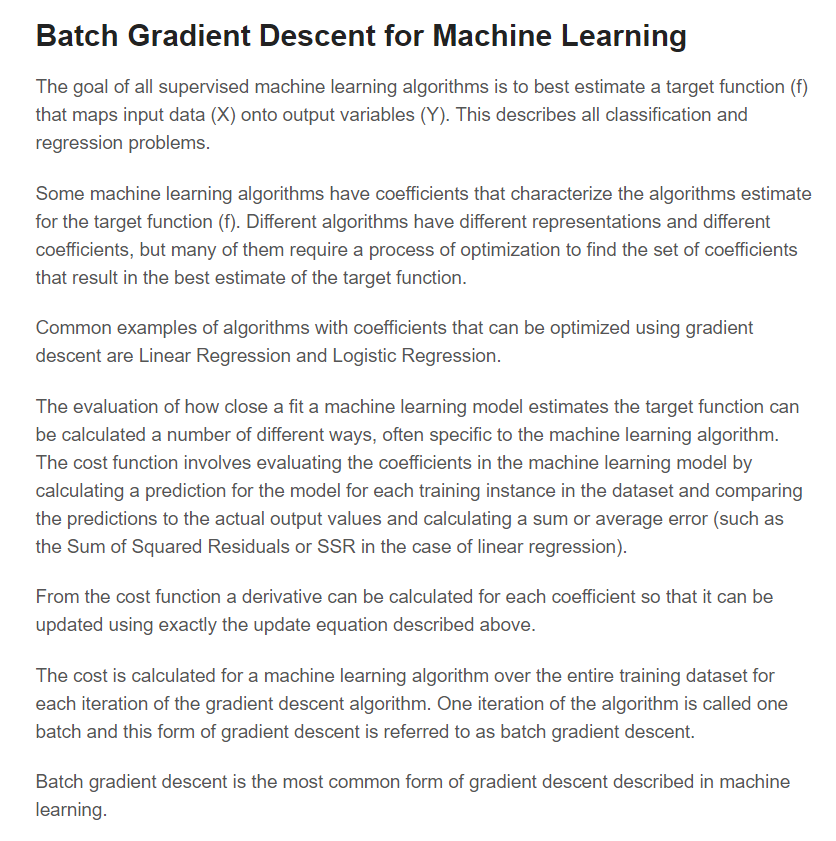 Batch Gradient Descent for Machine Learning
The goal of all supervised machine learning algorithms is to best estimate a target function (f)
that maps input data (X) onto output variables (Y). This describes all classification and
regression problems.
Some machine learning algorithms have coefficients that characterize the algorithms estimate
for the target function (f). Different algorithms have different representations and different
coefficients, but many of them require a process of optimization to find the set of coefficients
that result in the best estimate of the target function.
Common examples of algorithms with coefficients that can be optimized using gradient
descent are Linear Regression and Logistic Regression.
The evaluation of how close a fit a machine learning model estimates the target function can
be calculated a number of different ways, often specific to the machine learning algorithm.
The cost function involves evaluating the coefficients in the machine learning model by
calculating a prediction for the model for each training instance in the dataset and comparing
the predictions to the actual output values and calculating a sum or average error (such as
the Sum of Squared Residuals or SSR in the case of linear regression).
From the cost function a derivative can be calculated for each coefficient so that it can be
updated using exactly the update equation described above.
The cost is calculated for a machine learning algorithm over the entire training dataset for
each iteration of the gradient descent algorithm. One iteration of the algorithm is called one
batch and this form of gradient descent is referred to as batch gradient descent.
Batch gradient descent is the most common form of gradient descent described in machine
learning.